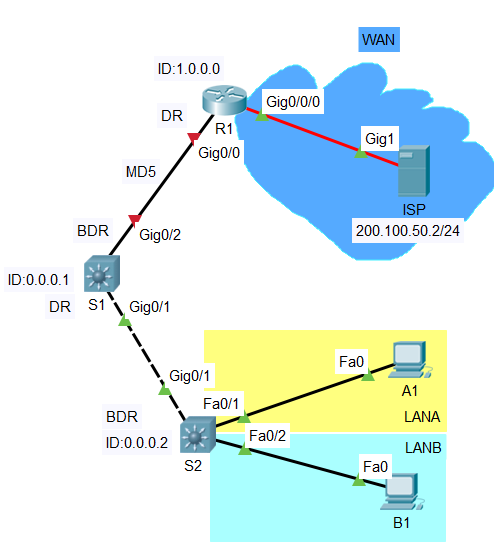 WAN
ID:1.0.0.0
Gig0/0/0
DR
R1
Gig0/0
Gig1
MD5
ISP
200.100.50.2/24
BDR
Gig0/2
ID:0.0.0.1
S1
DR
Gig0/1
Gig0/1
Fa0
A1
Fa0/1
LANA
BDR
ID:0.0.0.2
Fa0/2
LANB
S2
Fa0
B1